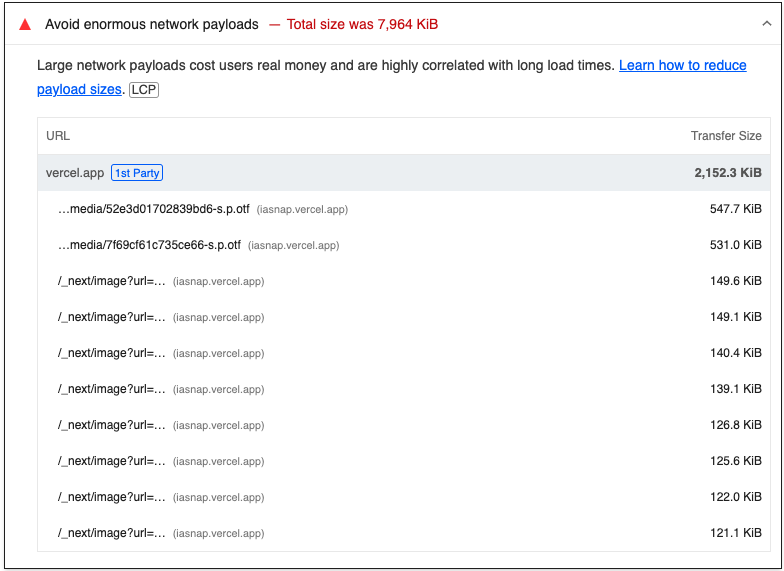 Avoid enormous network payloads — Total size was 7,964 KiB
Large network payloads cost users real money and are highly correlated with long load times. Learn how to reduce
payload sizes. LCP
URL Transfer Size
vercel.app 1st Party 2,152.3 KiB
…media/52e3d01702839bd6-s.p.otf (iasnap.vercel.app) 547.7 KiB
…media/7f69cf61c735ce66-s.p.otf (iasnap.vercel.app) 531.0 KiB
/_next/image?url=… (iasnap.vercel.app) 149.6 KiB
/_next/image?url=… (iasnap.vercel.app) 149.1 KiB
/_next/image?url=… (iasnap.vercel.app) 140.4 KiB
/_next/image?url=… (iasnap.vercel.app) 139.1 KiB
/_next/image?url=… (iasnap.vercel.app) 126.8 KiB
/_next/image?url=… (iasnap.vercel.app) 125.6 KiB
/_next/image?url=… (iasnap.vercel.app) 122.0 KiB
/_next/image?url=… (iasnap.vercel.app) 121.1 KiB